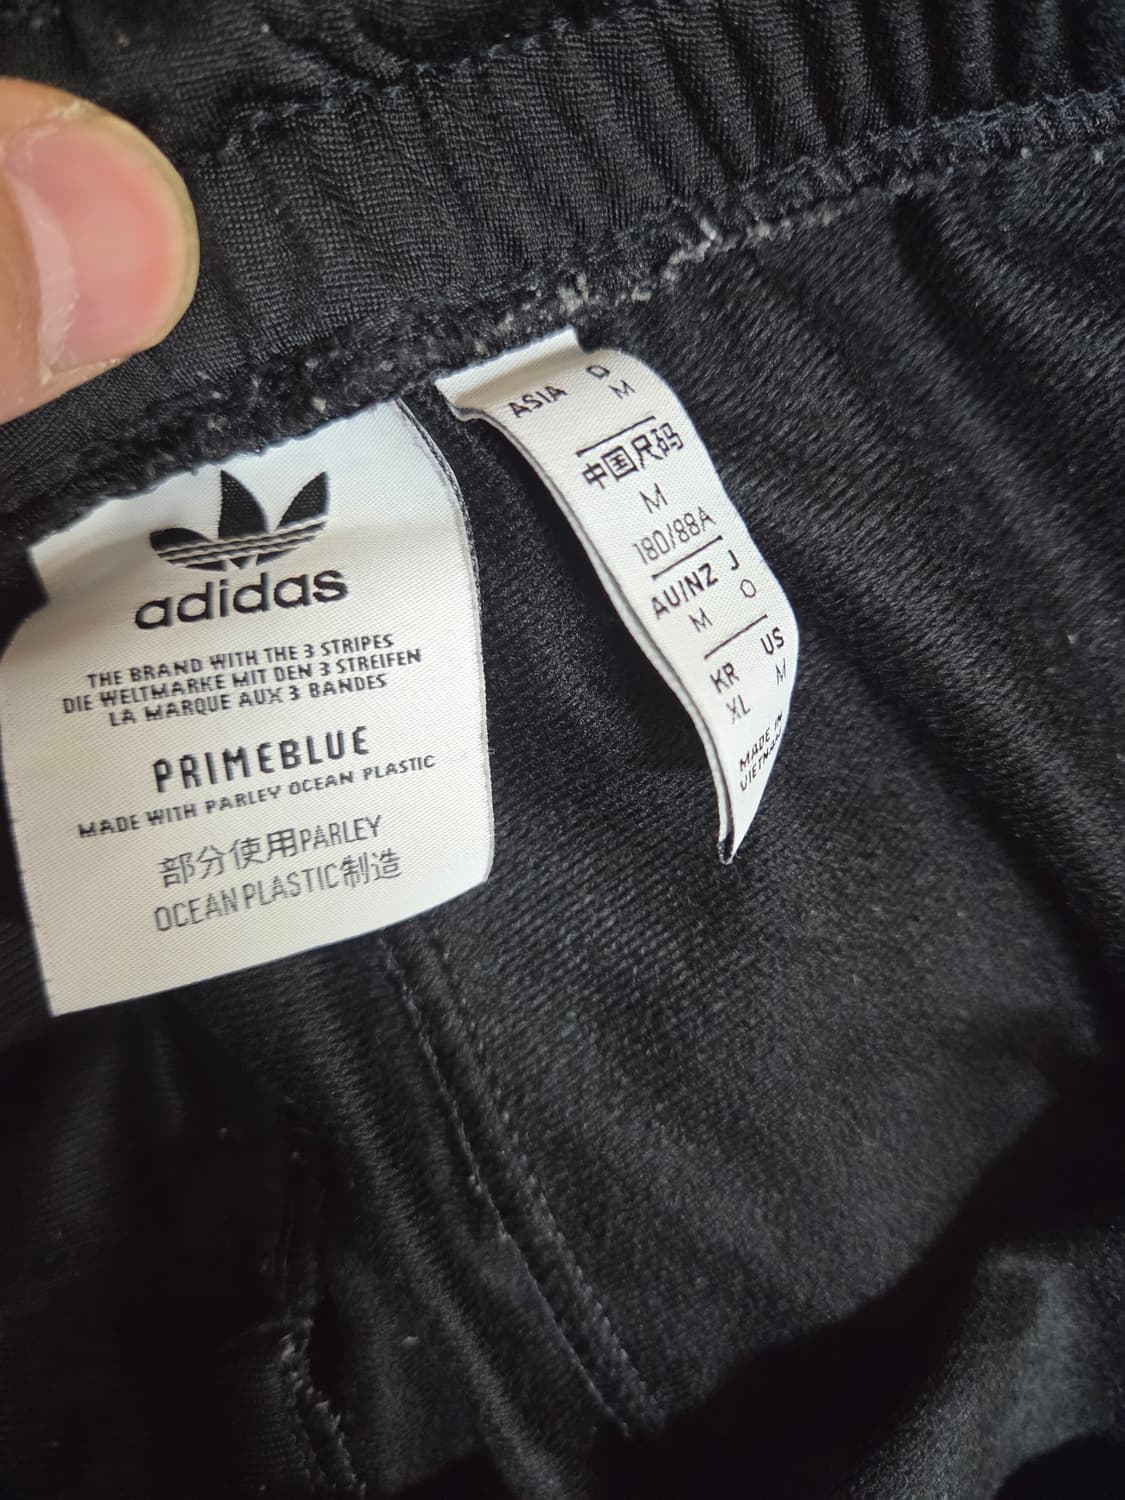 adidas
THE BRAND WITH THE 3 STRIPES
DIE WELTMARKE MIT DEN 3 STREIFEN
LA MARQUE AUX 3 BANDES
PRIMEBLUE
MADE WITH PARLEY OCEAN PLASTIC
部分使用PARLEY
OCEAN PLASTIC制造
ASIA D
M
中国尺码
M
180/88A
AU/NZ J
M O
KR US
XL M
MADE IN
VIETNAM